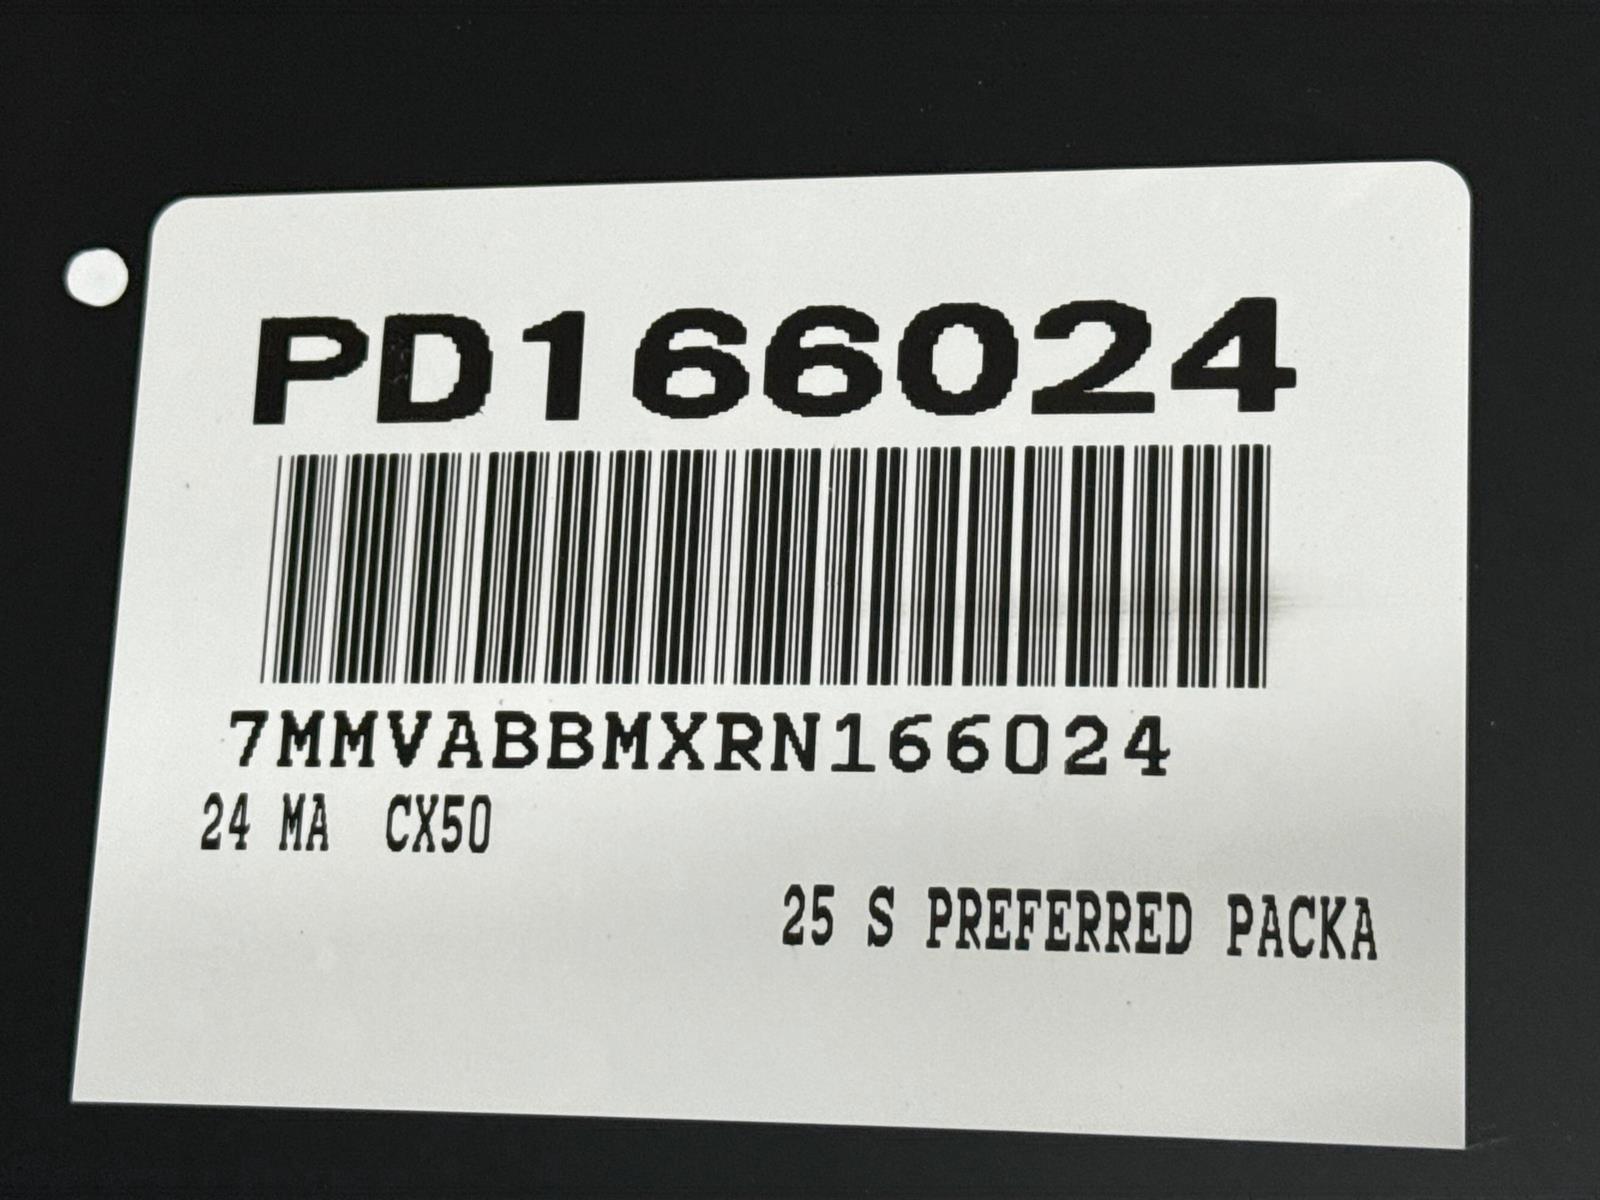 PD166024
7MMVABBMXRN166024
24 MA CX50
25 S PREFERRED PACKA